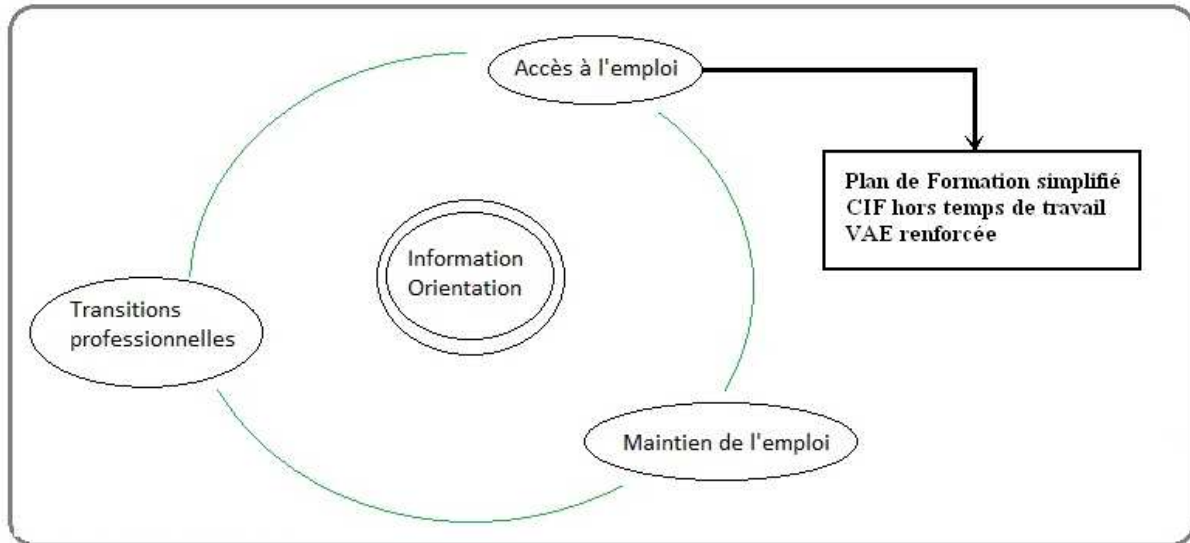 Accès à l'emploi
Plan de Formation simplifié
CIF hors temps de travail
VAE renforcée
Information
Orientation
Transitions
professionnelles
Maintien de l'emploi